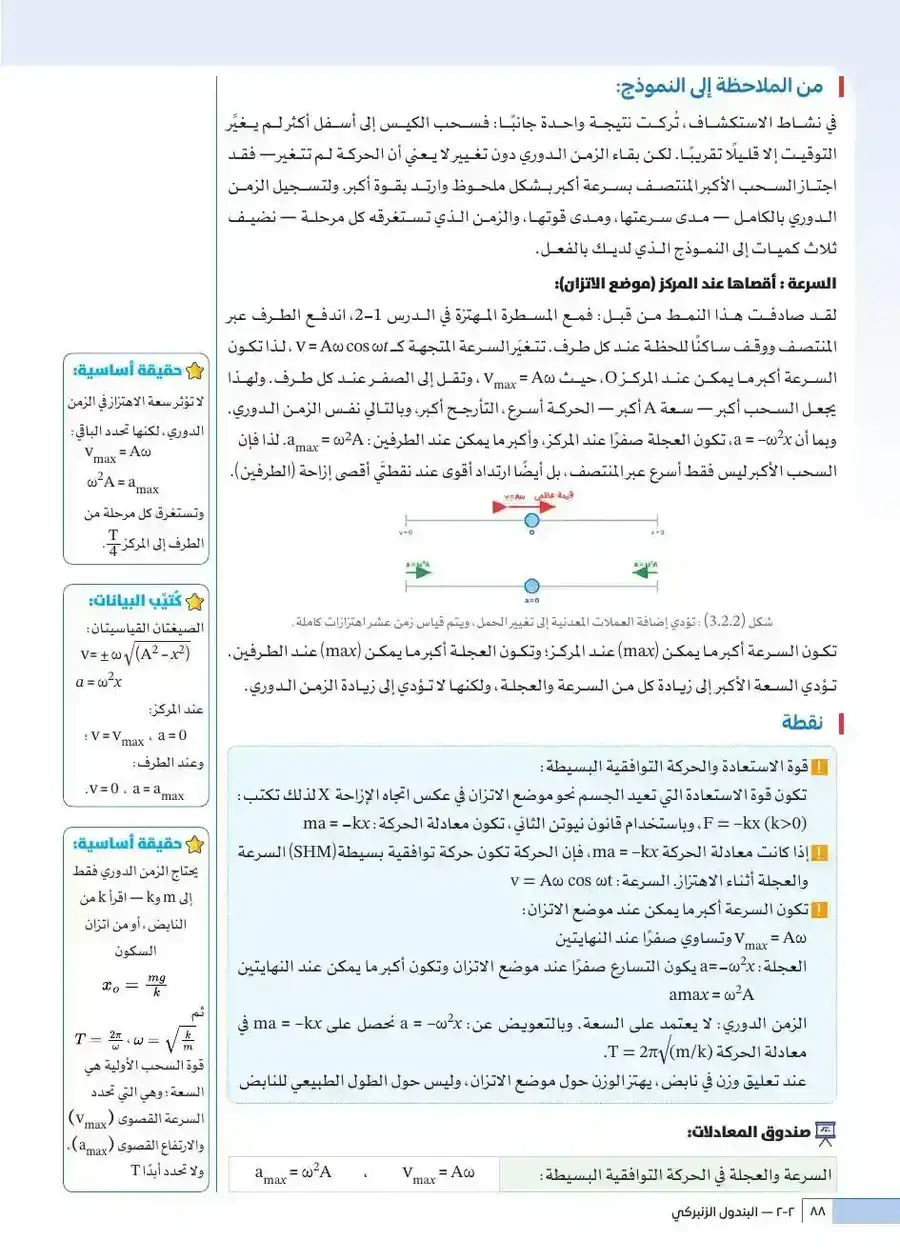 من الملاحظة إلى النموذج:
في نشاط الاستكشاف، تُركت نتيجة واحدة جانبًا: فسحب الكيس إلى أسفل أكثر لم يغيّر
التوقيت إلا قليلًا تقريبًا. لكن بقاء الزمن الدوري دون تغيير لا يعني أن الحركة لم تتغير— فقد
اجتاز السحب الأكبر المنتصف بسرعة أكبر بشكل ملحوظ وارتد بقوة أكبر. ولتسجيل الزمن
الدوري بالكامل — مدى سرعتها، ومدى قوتها، والزمن الذي تستغرقه كل مرحلة — نضيف
ثلاث كميات إلى النموذج الذي لديك بالفعل.
السرعة : أقصاها عند المركز (موضع الاتزان):
لقد صادفت هذا النمط من قبل: فمع المسطرة المهتزة في الدرس 1–2، اندفع الطرف عبر
المنتصف ووقف ساكنًا للحظة عند كل طرف. تتغيّر السرعة المتجهة كـ v = Aω cos ωt ، لذا تكون
السرعة أكبر ما يمكن عند المركز O، حيث vmax = Aω ، وتقل إلى الصفر عند كل طرف. ولهذا
يجعل السحب أكبر — سعة A أكبر — الحركة أسرع ، التأرجح أكبر، وبالتالي نفس الزمن الدوري.
وبما أن a = –ω²x، تكون العجلة صفرًا عند المركز، وأكبر ما يمكن عند الطرفين: amax = ω²A. لذا فإن
السحب الأكبر ليس فقط أسرع عبر المنتصف، بل أيضًا ارتداد أقوى عند نقطتي أقصى إزاحة (الطرفين).
قيمة عظمى v=Aω
v=0 O v=0
a=ω²A a=ω²A
a=0
شكل (3.2.2) : تؤدي إضافة العملات المعدنية إلى تغيير الحمل ، ويتم قياس زمن عشر اهتزازات كاملة .
تكون السرعة أكبر ما يمكن (max) عند المركز؛ وتكون العجلة أكبر ما يمكن (max) عند الطرفين.
تؤدي السعة الأكبر إلى زيادة كل من السرعة والعجلة ، ولكنها لا تؤدي إلى زيادة الزمن الدوري.
نقطة
قوة الاستعادة والحركة التوافقية البسيطة :
تكون قوة الاستعادة التي تعيد الجسم نحو موضع الاتزان في عكس اتجاه الإزاحة X لذلك تكتب :
F = –kx (k>0)، وباستخدام قانون نيوتن الثاني، تكون معادلة الحركة : ma = –kx
إذا كانت معادلة الحركة ma = –kx، فإن الحركة تكون حركة توافقية بسيطة (SHM) السرعة
والعجلة أثناء الاهتزاز. السرعة : v = Aω cos ωt
تكون السرعة أكبر ما يمكن عند موضع الاتزان:
vmax = Aω وتساوي صفرًا عند النهايتين
العجلة : a=–ω²x يكون التسارع صفرًا عند موضع الاتزان وتكون أكبر ما يمكن عند النهايتين
amax = ω²A
الزمن الدوري: لا يعتمد على السعة. وبالتعويض عن: a = –ω²x نحصل على ma = –kx في
معادلة الحركة T = 2π√(m/k).
عند تعليق وزن في نابض ، يهتز الوزن حول موضع الاتزان، وليس حول الطول الطبيعي للنابض
صندوق المعادلات:
السرعة والعجلة في الحركة التوافقية البسيطة : vmax = Aω ، amax = ω²A
حقيقة أساسية:
لا تؤثر سعة الاهتزاز في الزمن
الدوري ، لكنها تحدد الباقي :
vmax = Aω
ω²A = amax
وتستغرق كل مرحلة من
الطرف إلى المركز T/4.
كُتيّب البيانات:
الصيغتان القياسيتان :
v= ± ω√(A² – x²)
a = ω²x
عند المركز:
v = vmax ، a = 0 ؛
وعند الطرف:
v = 0 ، a = amax.
حقيقة أساسية:
يحتاج الزمن الدوري فقط
إلى m وk — اقرأ k من
النابض ، أو من اتزان
السكون
x₀ = mg/k
ثم
T = 2π/ω ، ω = √(k/m)
قوة السحب الأولية هي
السعة ؛ وهي التي تحدد
السرعة القصوى (vmax)
والارتفاع القصوى (amax)،
ولا تحدد أبدًا T
٨٨ ٢-٢ — البندول الزنبركي